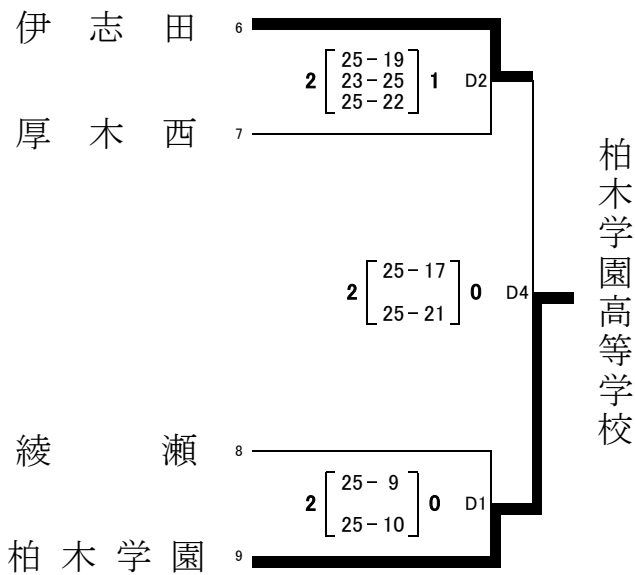 伊志田 6
2 25-19 1 D2
23-25
25-22
厚木西 7
2 25-17 0 D4
25-21
柏木学園高等学校
綾瀬 8
2 25- 9 0 D1
25-10
柏木学園 9